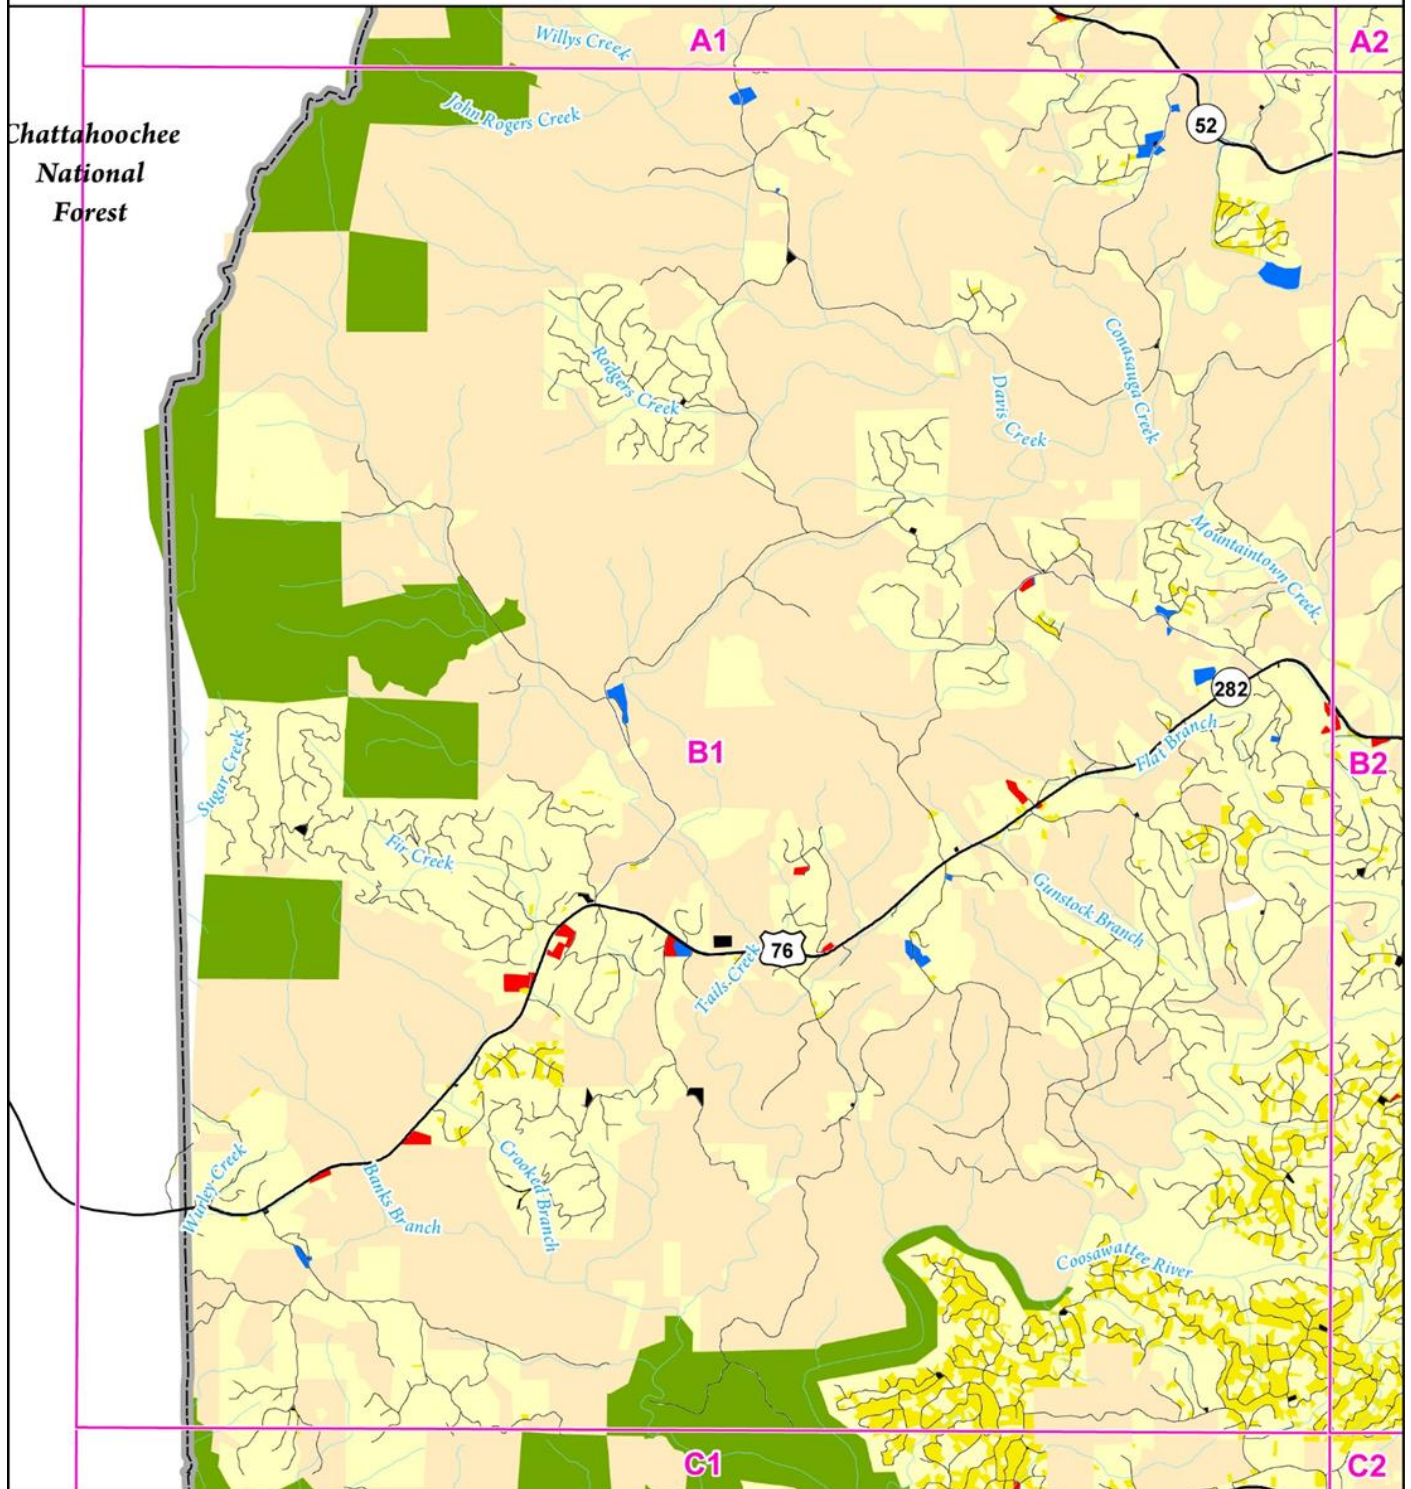 Willys Creek
A1
A2
John Rogers Creek
Chattahoochee
National
Forest
52
Rodgers Creek
Davis Creek
Conasauga Creek
Mountaintown Creek
282
Sugar Creek
B1
Flat Branch
B2
Fir Creek
Gunstock Branch
76
Tails Creek
Wurley Creek
Banks Branch
Crooked Branch
Coosawattee River
C1
C2